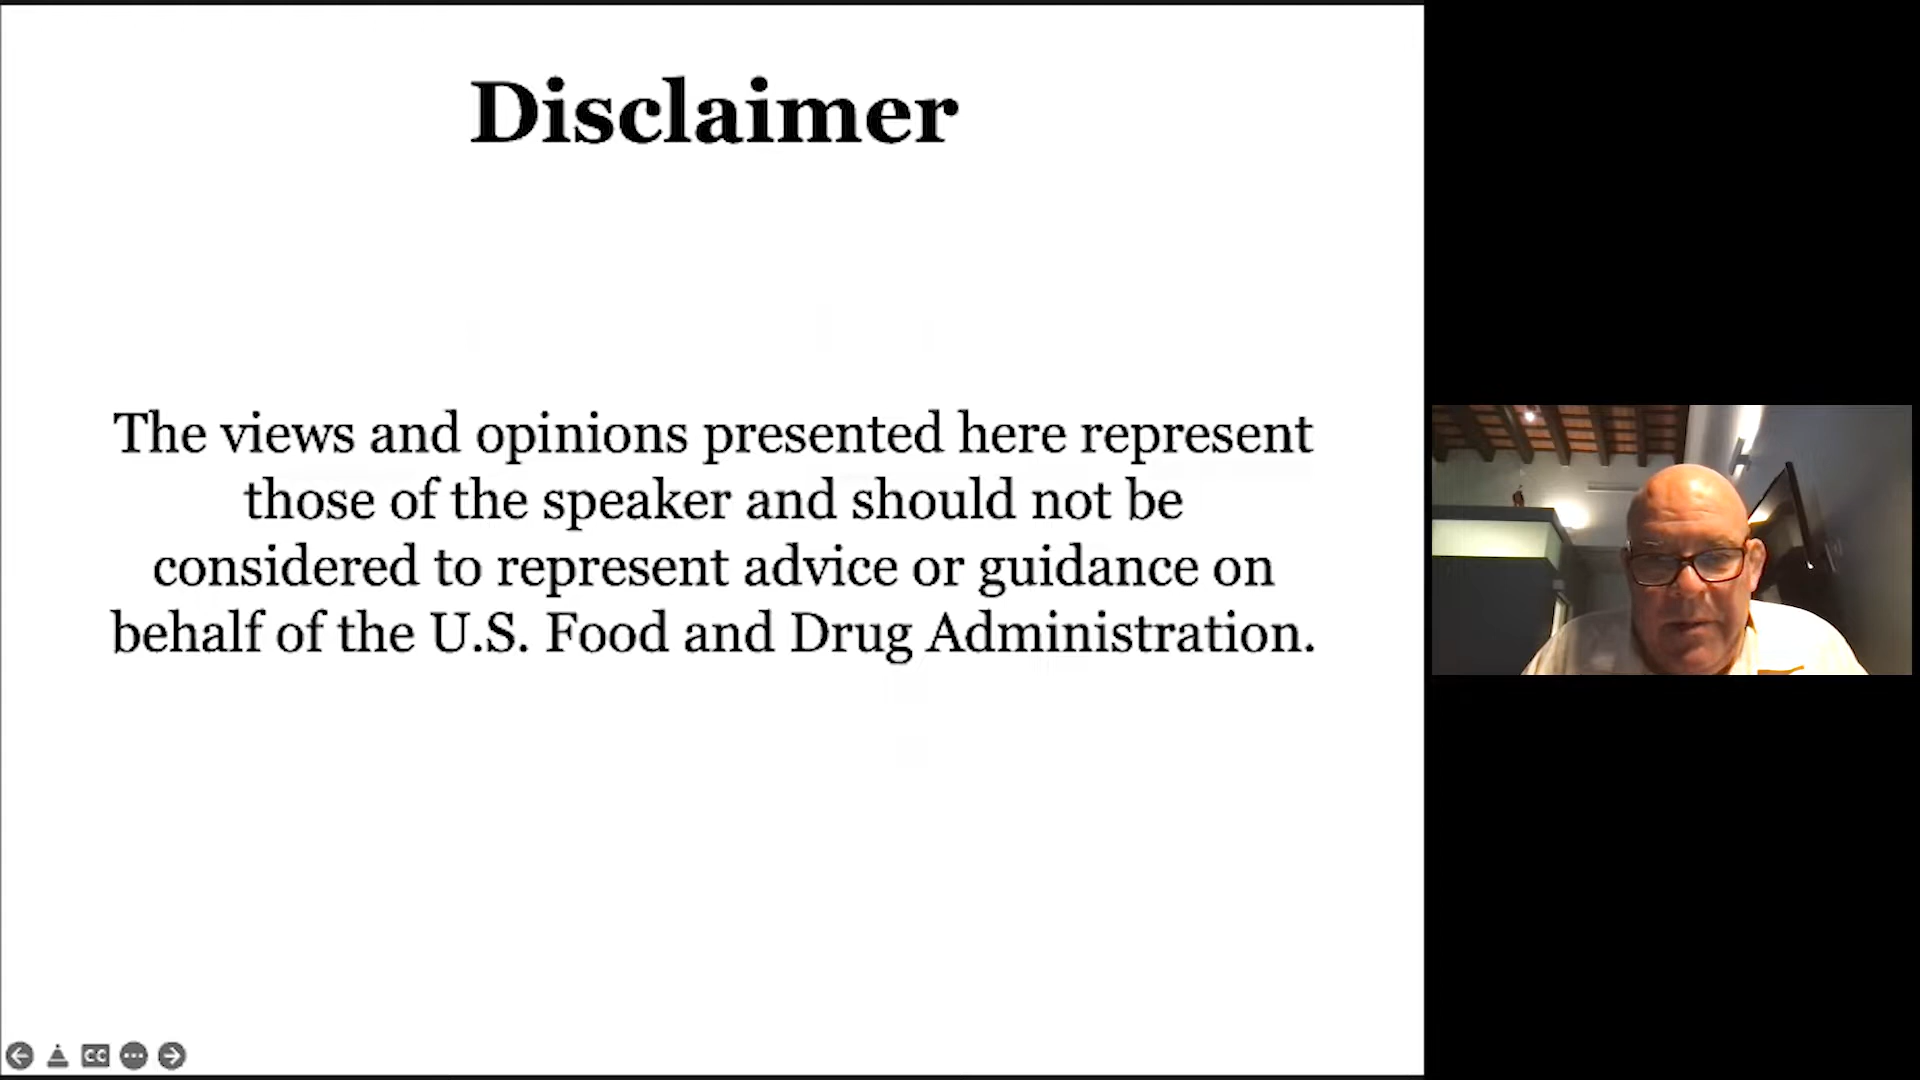 Disclaimer
The views and opinions presented here represent
those of the speaker and should not be
considered to represent advice or guidance on
behalf of the U.S. Food and Drug Administration.
CC